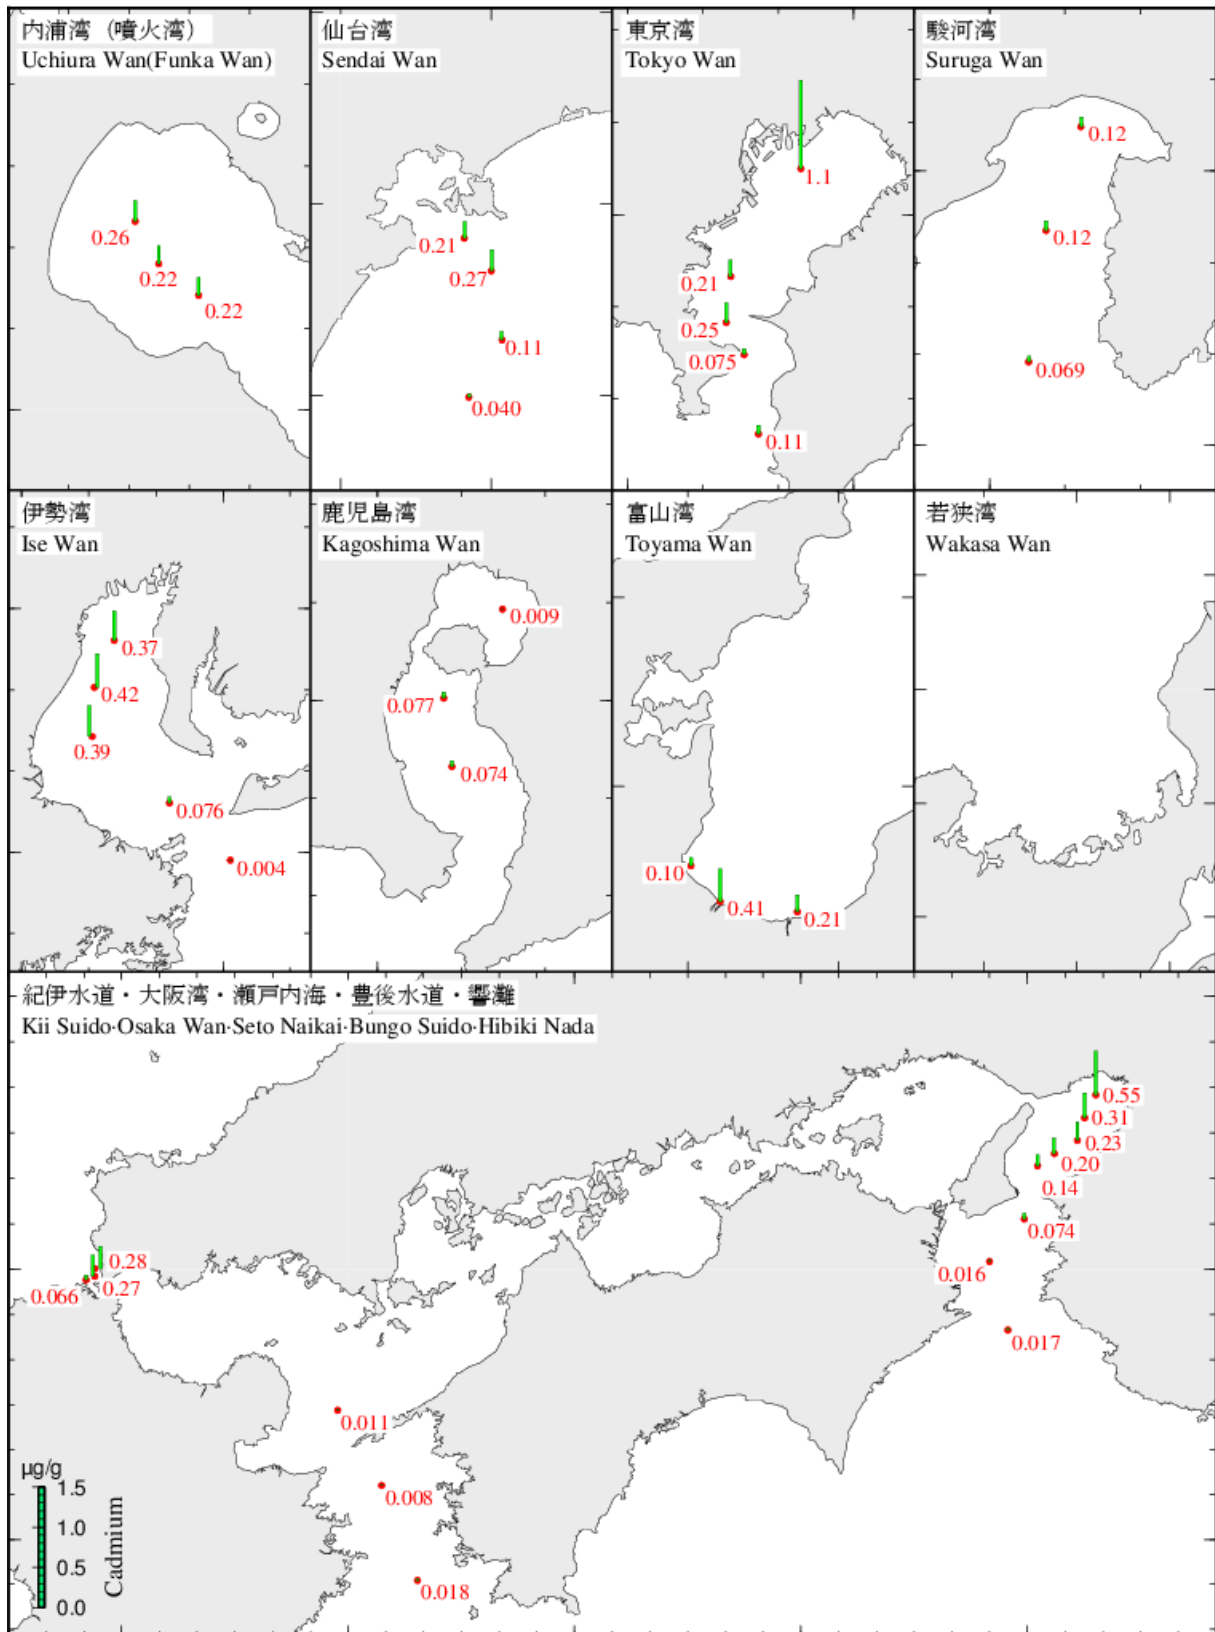 内浦湾（噴火湾）
Uchiura Wan(Funka Wan)
0.26
0.22
0.22
仙台湾
Sendai Wan
0.21
0.27
0.11
0.040
東京湾
Tokyo Wan
1.1
0.21
0.25
0.075
0.11
駿河湾
Suruga Wan
0.12
0.12
0.069
伊勢湾
Ise Wan
0.37
0.42
0.39
0.076
0.004
鹿児島湾
Kagoshima Wan
0.009
0.077
0.074
富山湾
Toyama Wan
0.10
0.41
0.21
若狭湾
Wakasa Wan
紀伊水道・大阪湾・瀬戸内海・豊後水道・響灘
Kii Suido·Osaka Wan·Seto Naikai·Bungo Suido·Hibiki Nada
0.55
0.31
0.23
0.20
0.14
0.074
0.016
0.017
0.28
0.27
0.066
0.011
0.008
0.018
µg/g
1.5
1.0
0.5
0.0
Cadmium